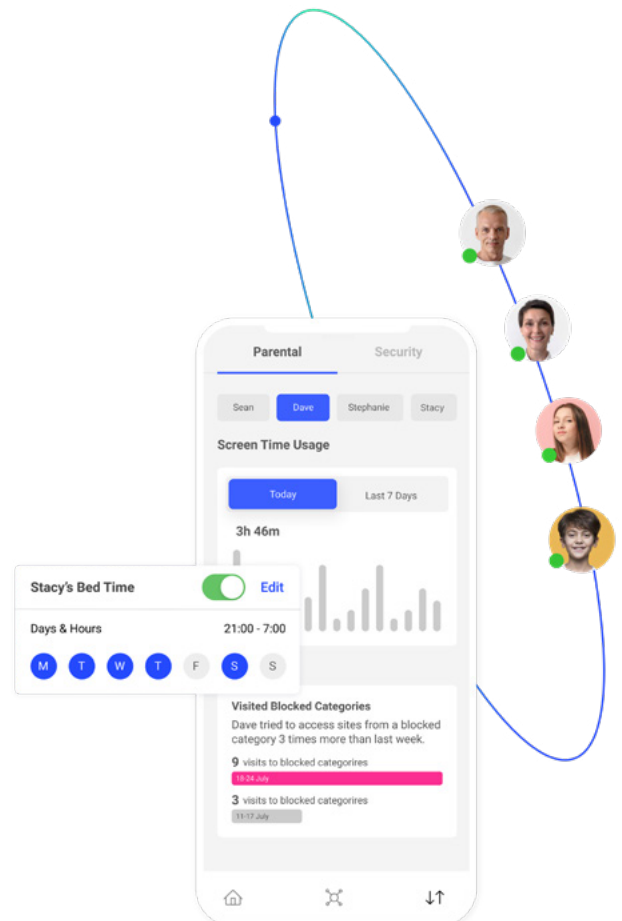 Parental Security
Sean Dave Stephanie Stacy
Screen Time Usage
Today Last 7 Days
3h 46m
Stacy's Bed Time Edit
Days & Hours 21:00 - 7:00
M T W T F S S
Visited Blocked Categories
Dave tried to access sites from a blocked
category 3 times more than last week.
9 visits to blocked categorires
18-24 July
3 visits to blocked categorires
11-17 July